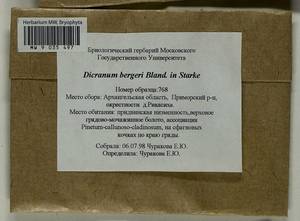 Herbarium MW, Bryophyta
MW 9 035 497
Бриологический гербарий Московского
Государственного Университета
Dicranum bergeri Bland. in Starke
Номер образца:768
Место сбора: Архангельская область, Приморский р-н,
окрестности д.Рикасиха.
Место обитания: придвинская низменность,верховое
грядово-мочажинное болото, ассоциация
Pinetum-callunoso-cladinosum, на сфагновых
кочках по краю гряды.
Собрала: 06.07.98 Чуракова Е.Ю.
Определила: Чуракова Е.Ю.